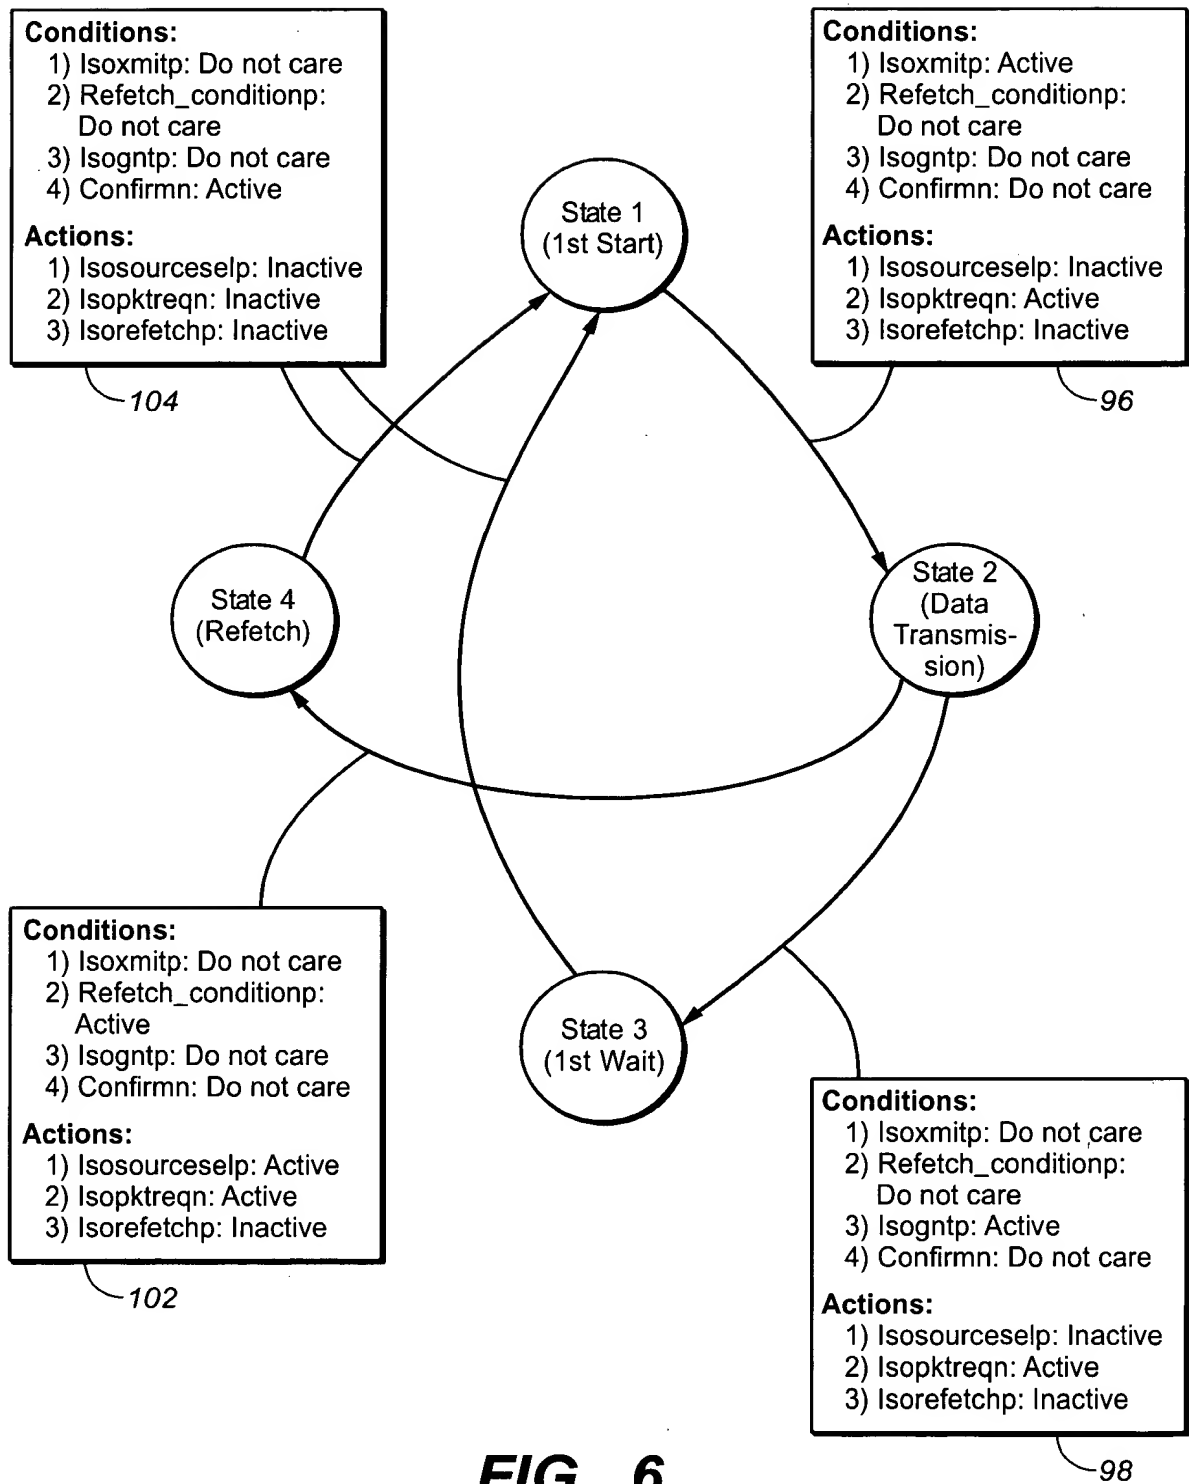 Conditions:
1) Isoxmitp: Do not care
2) Refetch_conditionp:
Do not care
3) Isogntp: Do not care
4) Confirmn: Active
Actions:
1) Isosourceselp: Inactive
2) Isopktreqn: Inactive
3) Isorefetchp: Inactive
104
Conditions:
1) Isoxmitp: Active
2) Refetch_conditionp:
Do not care
3) Isogntp: Do not care
4) Confirmn: Do not care
Actions:
1) Isosourceselp: Inactive
2) Isopktreqn: Active
3) Isorefetchp: Inactive
96
State 1
(1st Start)
State 4
(Refetch)
State 2
(Data
Transmis-
sion)
State 3
(1st Wait)
Conditions:
1) Isoxmitp: Do not care
2) Refetch_conditionp:
Active
3) Isogntp: Do not care
4) Confirmn: Do not care
Actions:
1) Isosourceselp: Active
2) Isopktreqn: Active
3) Isorefetchp: Inactive
102
Conditions:
1) Isoxmitp: Do not care
2) Refetch_conditionp:
Do not care
3) Isogntp: Active
4) Confirmn: Do not care
Actions:
1) Isosourceselp: Inactive
2) Isopktreqn: Active
3) Isorefetchp: Inactive
98
FIG._6